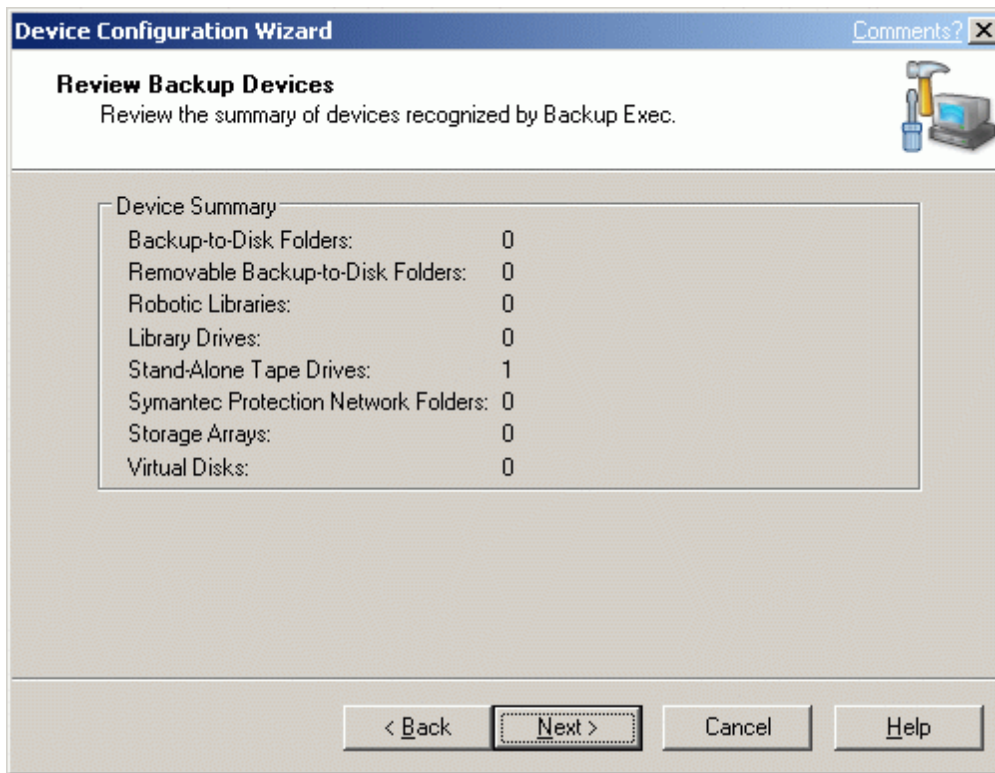 Device Configuration Wizard Comments?
Review Backup Devices
Review the summary of devices recognized by Backup Exec.
Device Summary
Backup-to-Disk Folders: 0
Removable Backup-to-Disk Folders: 0
Robotic Libraries: 0
Library Drives: 0
Stand-Alone Tape Drives: 1
Symantec Protection Network Folders: 0
Storage Arrays: 0
Virtual Disks: 0
< Back Next > Cancel Help